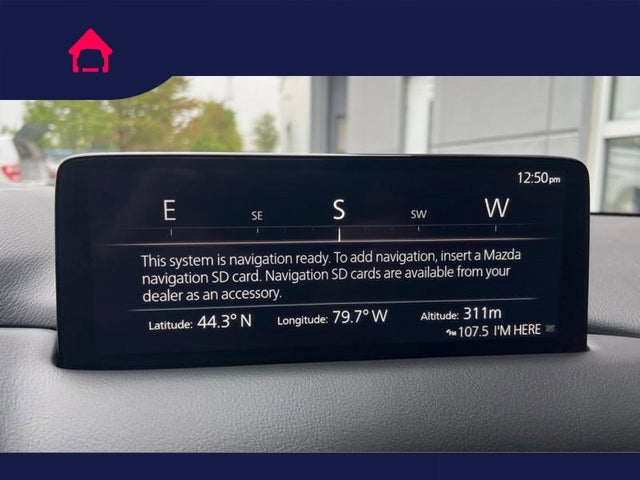 12:50pm
E SE S SW W
This system is navigation ready. To add navigation, insert a Mazda
navigation SD card. Navigation SD cards are available from your
dealer as an accessory.
Latitude: 44.3° N Longitude: 79.7° W Altitude: 311m
107.5 I'M HERE